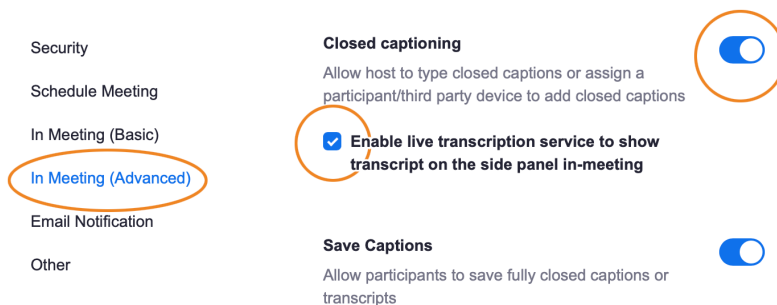 Security
Schedule Meeting
In Meeting (Basic)
In Meeting (Advanced)
Email Notification
Other
Closed captioning
Allow host to type closed captions or assign a
participant/third party device to add closed captions
Enable live transcription service to show
transcript on the side panel in-meeting
Save Captions
Allow participants to save fully closed captions or
transcripts